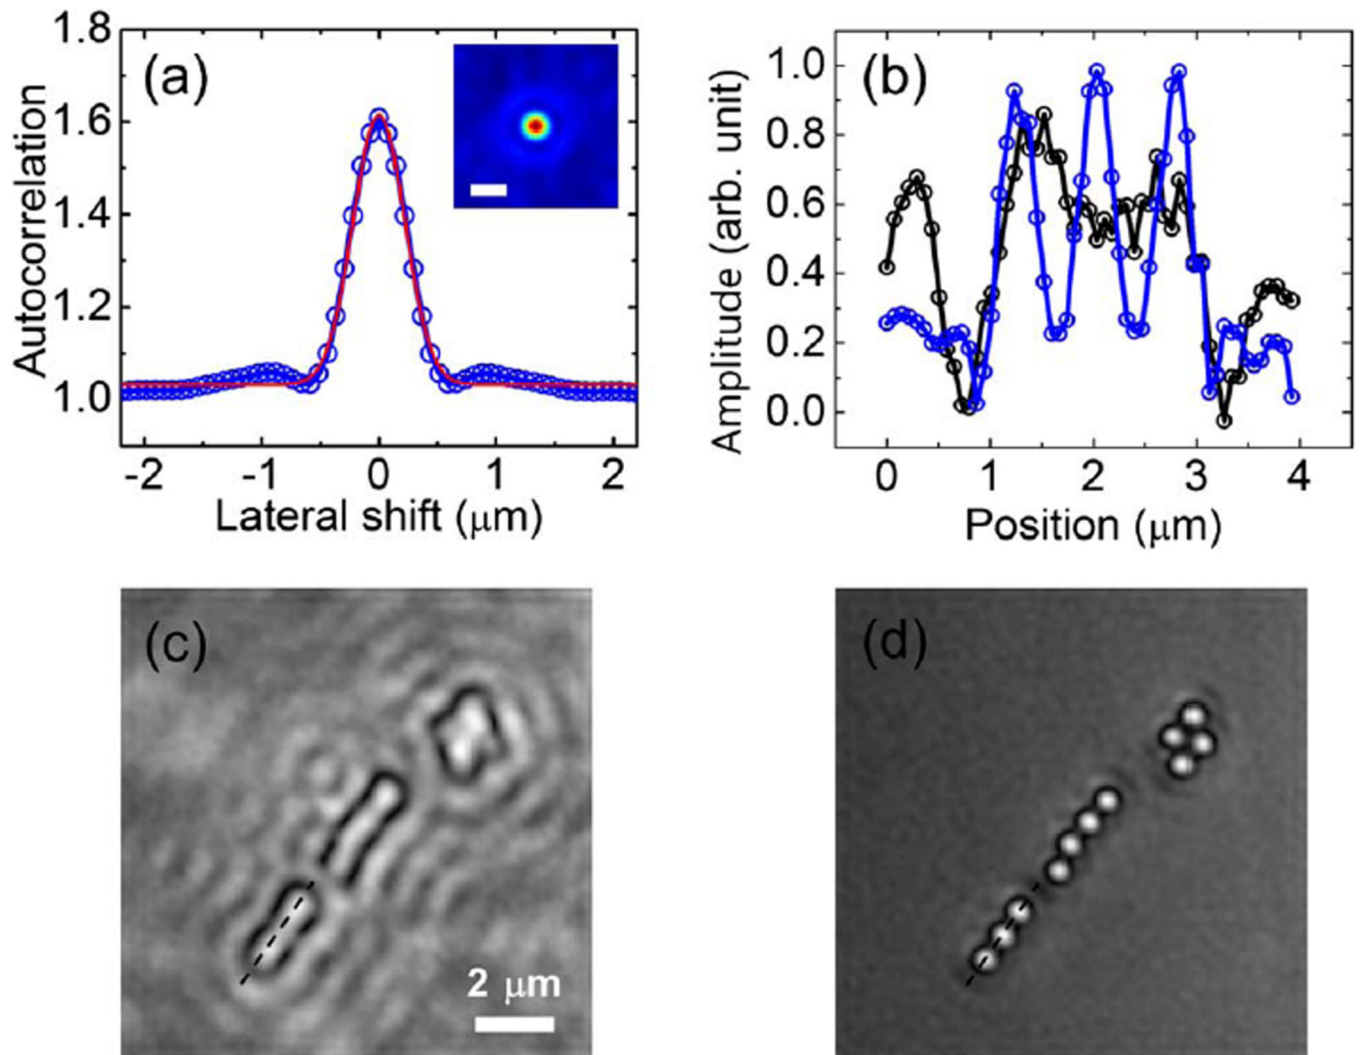 (a)
1.8
1.6
1.4
1.2
1.0
Autocorrelation
-2 -1 0 1 2
Lateral shift (μm)
(b)
1.0
0.8
0.6
0.4
0.2
0.0
Amplitude (arb. unit)
0 1 2 3 4
Position (μm)
(c)
2 μm
(d)